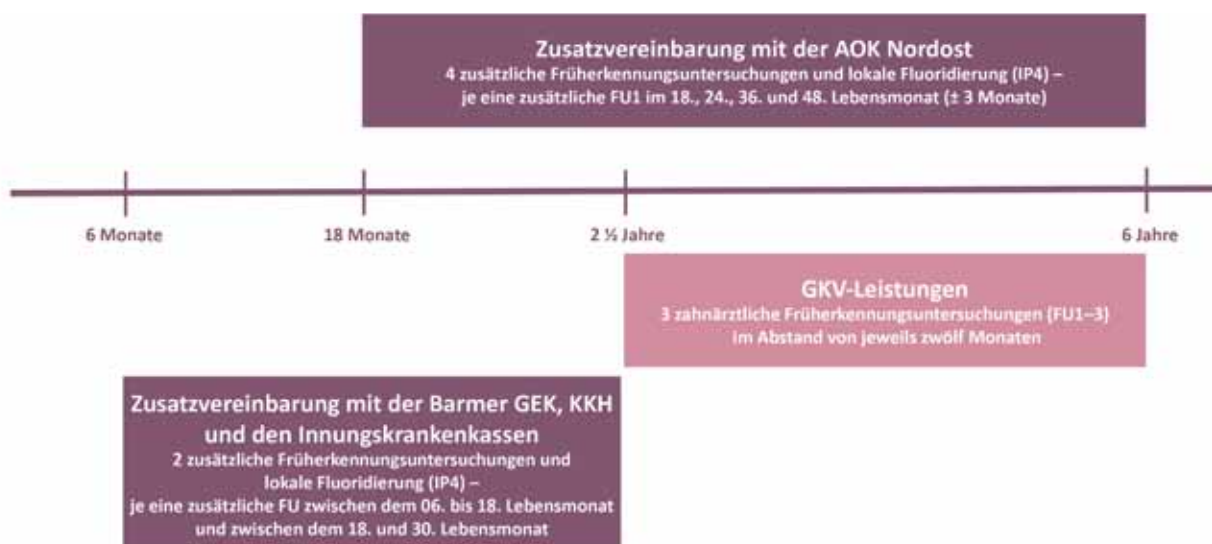 Zusatzvereinbarung mit der AOK Nordost
4 zusätzliche Früherkennungsuntersuchungen und lokale Fluoridierung (IP4) –
je eine zusätzliche FU1 im 18., 24., 36. und 48. Lebensmonat (± 3 Monate)
6 Monate
18 Monate
2 ½ Jahre
6 Jahre
GKV-Leistungen
3 zahnärztliche Früherkennungsuntersuchungen (FU1–3)
im Abstand von jeweils zwölf Monaten
Zusatzvereinbarung mit der Barmer GEK, KKH
und den Innungskrankenkassen
2 zusätzliche Früherkennungsuntersuchungen und
lokale Fluoridierung (IP4) –
je eine zusätzliche FU zwischen dem 06. bis 18. Lebensmonat
und zwischen dem 18. und 30. Lebensmonat